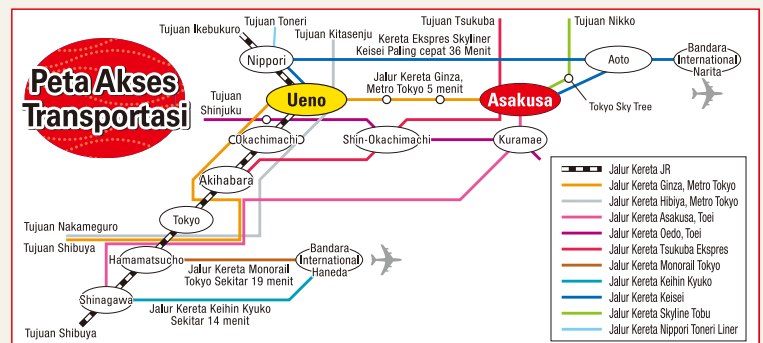 Peta Akses
Transportasi
Tujuan Ikebukuro
Tujuan Toneri
Tujuan Kitasenju
Tujuan Tsukuba
Tujuan Nikko
Kereta Ekspres Skyliner
Keisei Paling cepat 36 Menit
Nippori
Aoto
Bandara
International
Narita
Jalur Kereta Ginza,
Metro Tokyo 5 menit
Ueno
Asakusa
Tokyo Sky Tree
Tujuan
Shinjuku
Okachimachi
Shin-Okachimachi
Kuramae
Akihabara
Tokyo
Tujuan Nakameguro
Tujuan Shibuya
Hamamatsucho
Jalur Kereta Monorail
Tokyo Sekitar 19 menit
Bandara
International
Haneda
Shinagawa
Jalur Kereta Keihin Kyuko
Sekitar 14 menit
Tujuan Shibuya
Jalur Kereta JR
Jalur Kereta Ginza, Metro Tokyo
Jalur Kereta Hibiya, Metro Tokyo
Jalur Kereta Asakusa, Toei
Jalur Kereta Oedo, Toei
Jalur Kereta Tsukuba Ekspres
Jalur Kereta Monorail Tokyo
Jalur Kereta Keihin Kyuko
Jalur Kereta Keisei
Jalur Kereta Skyline Tobu
Jalur Kereta Nippori Toneri Liner